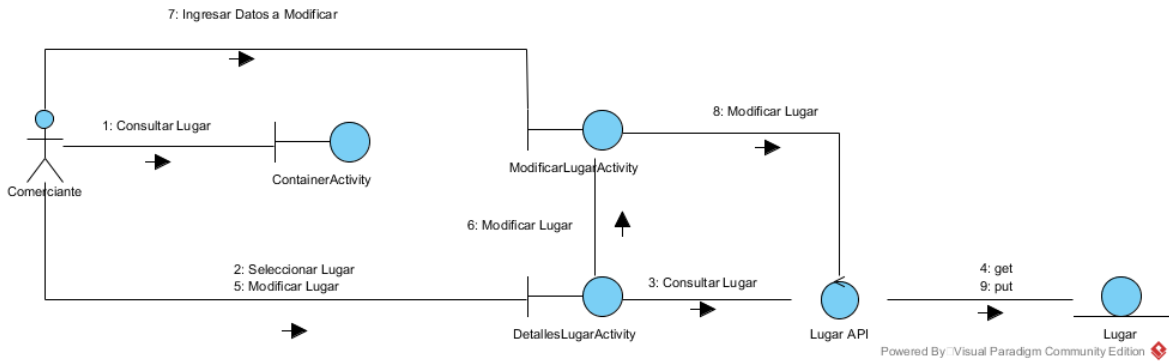 7: Ingresar Datos a Modificar
1: Consultar Lugar
8: Modificar Lugar
ContainerActivity
ModificarLugarActivity
Comerciante
6: Modificar Lugar
2: Seleccionar Lugar
5: Modificar Lugar
3: Consultar Lugar
4: get
9: put
DetallesLugarActivity
Lugar API
Lugar
Powered By Visual Paradigm Community Edition